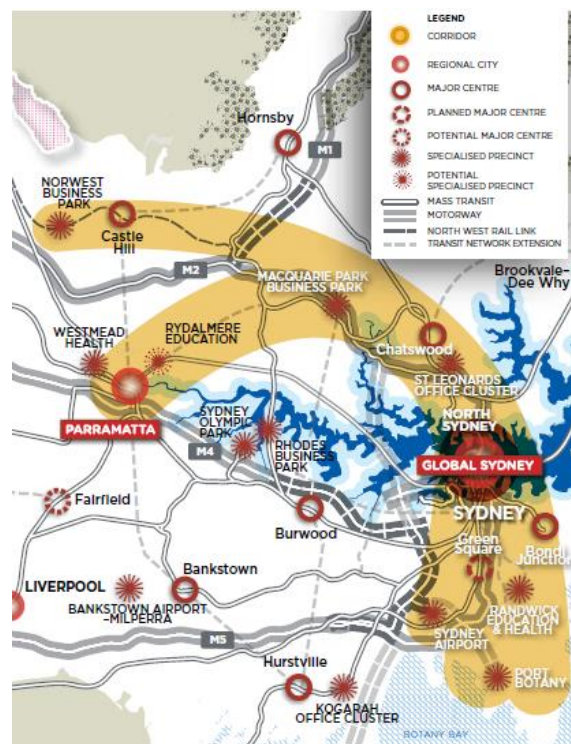 LEGEND
CORRIDOR
REGIONAL CITY
MAJOR CENTRE
PLANNED MAJOR CENTRE
POTENTIAL MAJOR CENTRE
SPECIALISED PRECINCT
POTENTIAL
SPECIALISED PRECINCT
MASS TRANSIT
MOTORWAY
NORTH WEST RAIL LINK
TRANSIT NETWORK EXTENSION
Hornsby
M1
NORWEST
BUSINESS
PARK
Castle
Hill
M2
MACQUARIE PARK
BUSINESS PARK
Brookvale-
Dee Why
WESTMEAD
HEALTH
RYDALMERE
EDUCATION
Chatswood
ST LEONARDS
OFFICE CLUSTER
PARRAMATTA
SYDNEY
OLYMPIC
PARK
M4
RHODES
BUSINESS
PARK
NORTH
SYDNEY
GLOBAL SYDNEY
SYDNEY
Fairfield
Burwood
Green
Square
Bondi
Junction
LIVERPOOL
Bankstown
BANKSTOWN AIRPORT
-MILPERRA
RANDWICK
EDUCATION
& HEALTH
SYDNEY
AIRPORT
M5
Hurstville
PORT
BOTANY
KOGARAH
OFFICE CLUSTER
BOTANY BAY